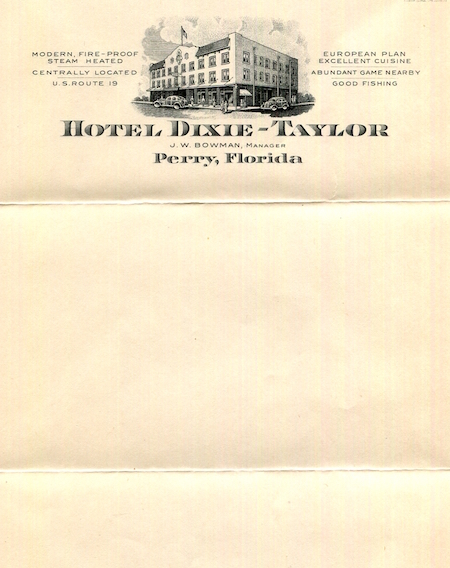 MODERN, FIRE-PROOF
STEAM HEATED
CENTRALLY LOCATED
U.S. ROUTE 19
EUROPEAN PLAN
EXCELLENT CUISINE
ABUNDANT GAME NEARBY
GOOD FISHING
HOTEL DIXIE-TAYLOR
J. W. BOWMAN, MANAGER
Perry, Florida